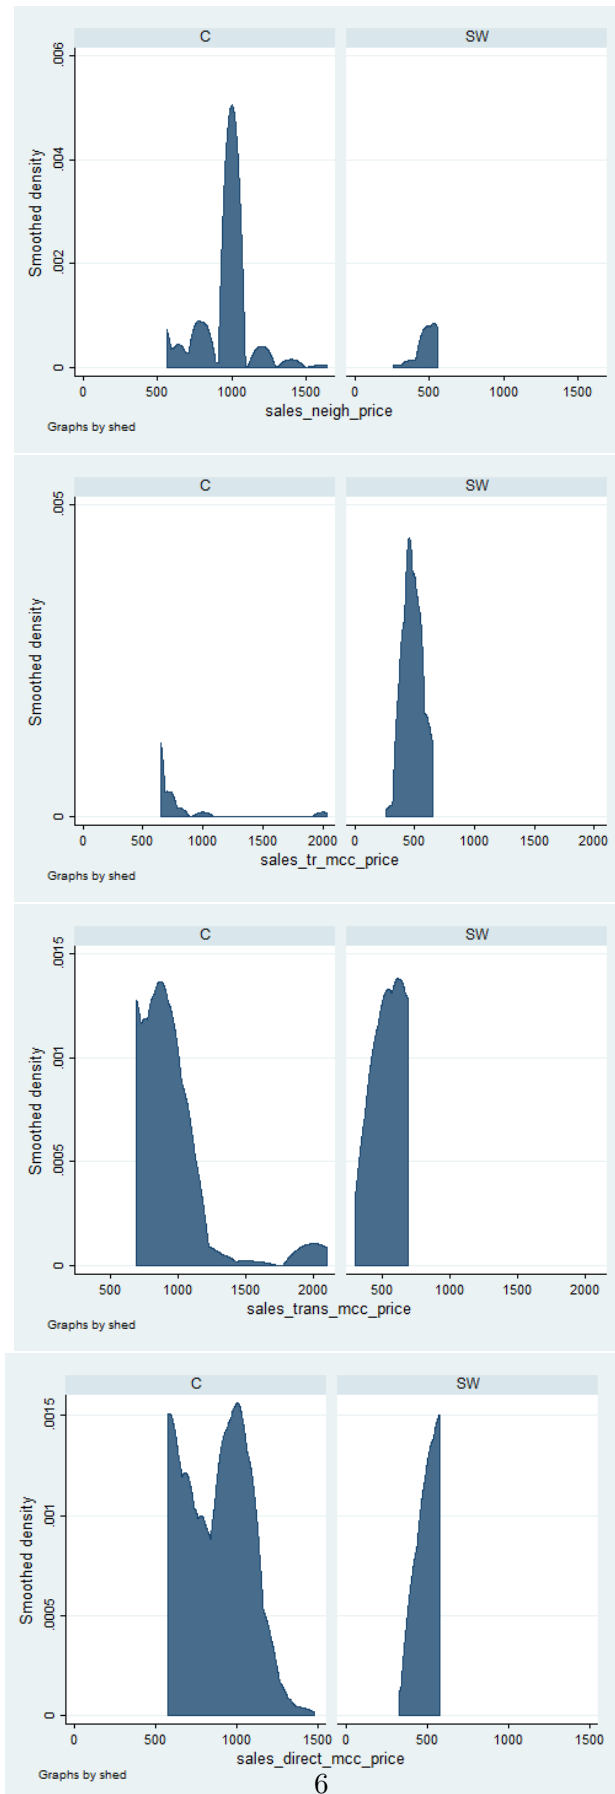 C SW
.006
.004
.002
0
Smoothed density
0 500 1000 1500 0 500 1000 1500
sales_neigh_price
Graphs by shed
C SW
.005
0
Smoothed density
0 500 1000 1500 2000 0 500 1000 1500 2000
sales_tr_mcc_price
Graphs by shed
C SW
.0015
.001
.0005
0
Smoothed density
500 1000 1500 2000 500 1000 1500 2000
sales_trans_mcc_price
Graphs by shed
C SW
.0015
.001
.0005
0
Smoothed density
0 500 1000 1500 0 500 1000 1500
sales_direct_mcc_price
Graphs by shed
6